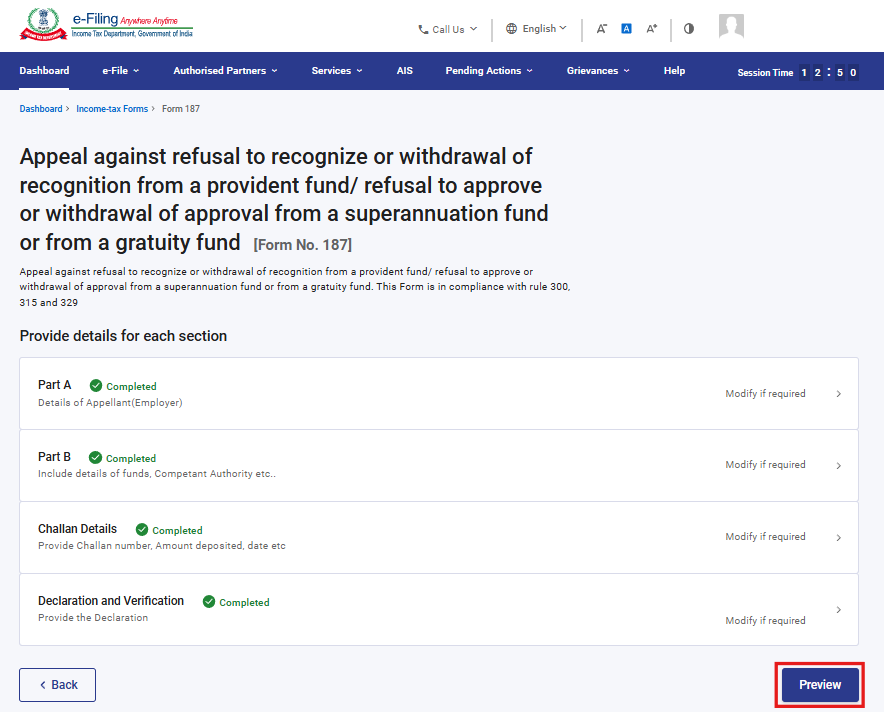 e-Filing Anywhere Anytime
Income Tax Department, Government of India
Call Us
English
A-
A
A+
Dashboard
e-File
Authorised Partners
Services
AIS
Pending Actions
Grievances
Help
Session Time 1 2 : 5 0
Dashboard > Income-tax Forms > Form 187
Appeal against refusal to recognize or withdrawal of
recognition from a provident fund/ refusal to approve
or withdrawal of approval from a superannuation fund
or from a gratuity fund [Form No. 187]
Appeal against refusal to recognize or withdrawal of recognition from a provident fund/ refusal to approve or
withdrawal of approval from a superannuation fund or from a gratuity fund. This Form is in compliance with rule 300,
315 and 329
Provide details for each section
Part A Completed
Details of Appellant(Employer)
Modify if required >
Part B Completed
Include details of funds, Competant Authority etc..
Modify if required >
Challan Details Completed
Provide Challan number, Amount deposited, date etc
Modify if required >
Declaration and Verification Completed
Provide the Declaration
Modify if required >
< Back
Preview